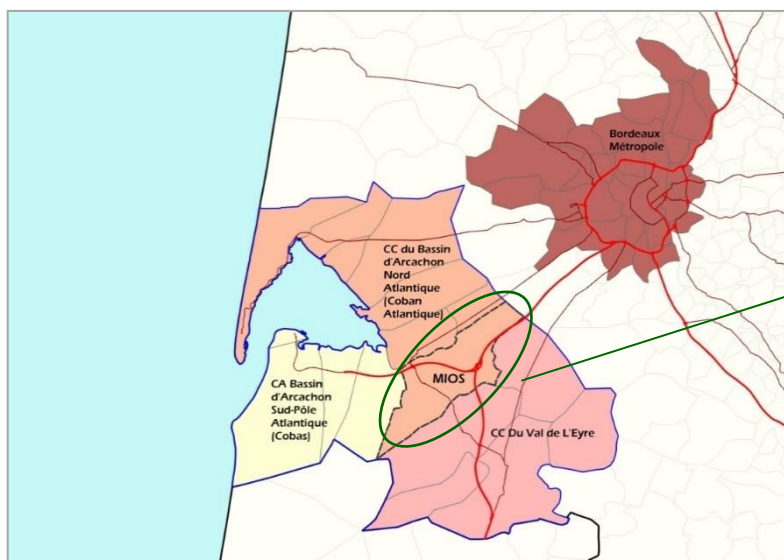 Bordeaux
Métropole
CC du Bassin
d'Arcachon
Nord
Atlantique
(Coban
Atlantique)
MIOS
CA Bassin
d'Arcachon
Sud-Pôle
Atlantique
(Cobas)
CC Du Val de L'Eyre